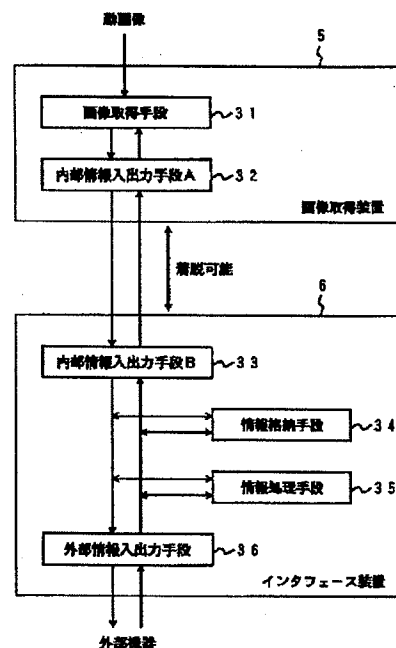 動画像
5
画像取得手段
31
内部情報入出力手段A
32
画像取得装置
着脱可能
6
内部情報入出力手段B
33
情報格納手段
34
情報処理手段
35
外部情報入出力手段
36
インタフェース装置
外部機器